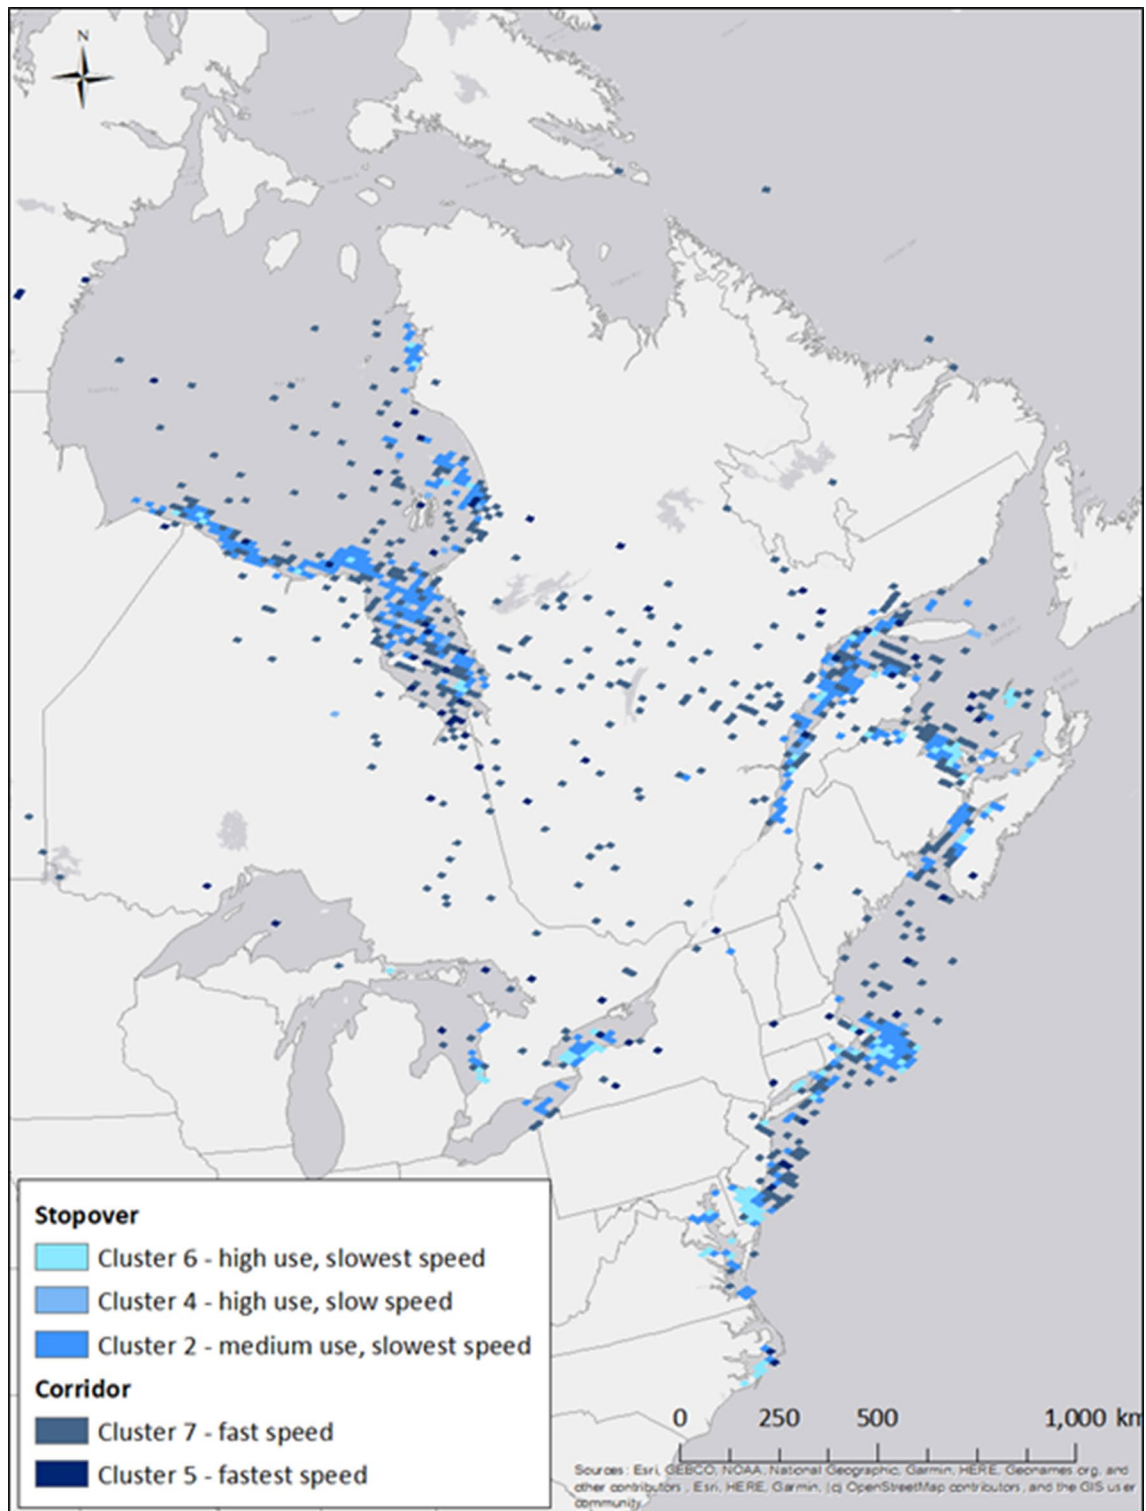 N
Stopover
Cluster 6 - high use, slowest speed
Cluster 4 - high use, slow speed
Cluster 2 - medium use, slowest speed
Corridor
Cluster 7 - fast speed
Cluster 5 - fastest speed
0 250 500 1,000 km
Sources: Esri, GEBCO, NOAA, National Geographic, Garmin, HERE, Geonames.org, and
other contributors, Esri, HERE, Garmin, (c) OpenStreetMap contributors, and the GIS user
community